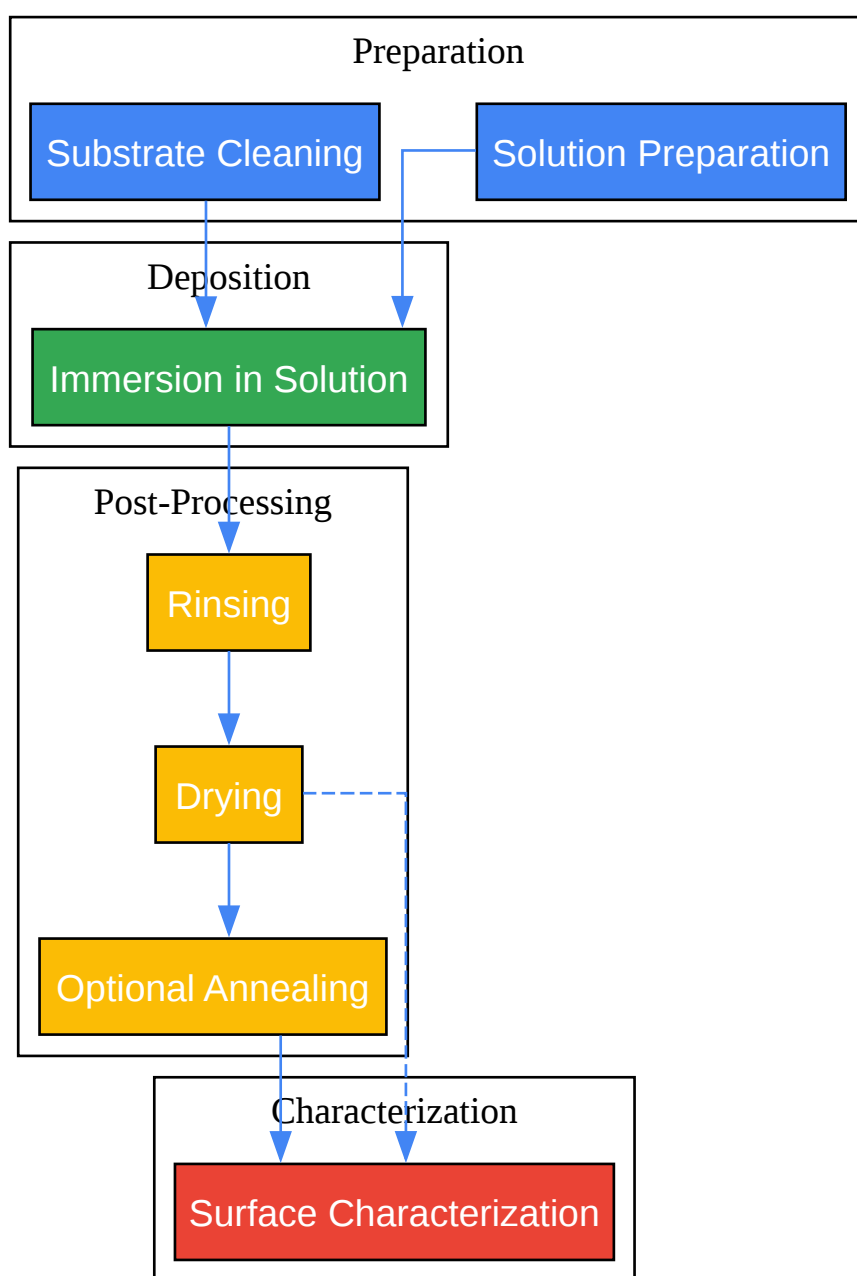 Preparation
Substrate Cleaning
Solution Preparation
Deposition
Immersion in Solution
Post-Processing
Rinsing
Drying
Optional Annealing
Characterization
Surface Characterization